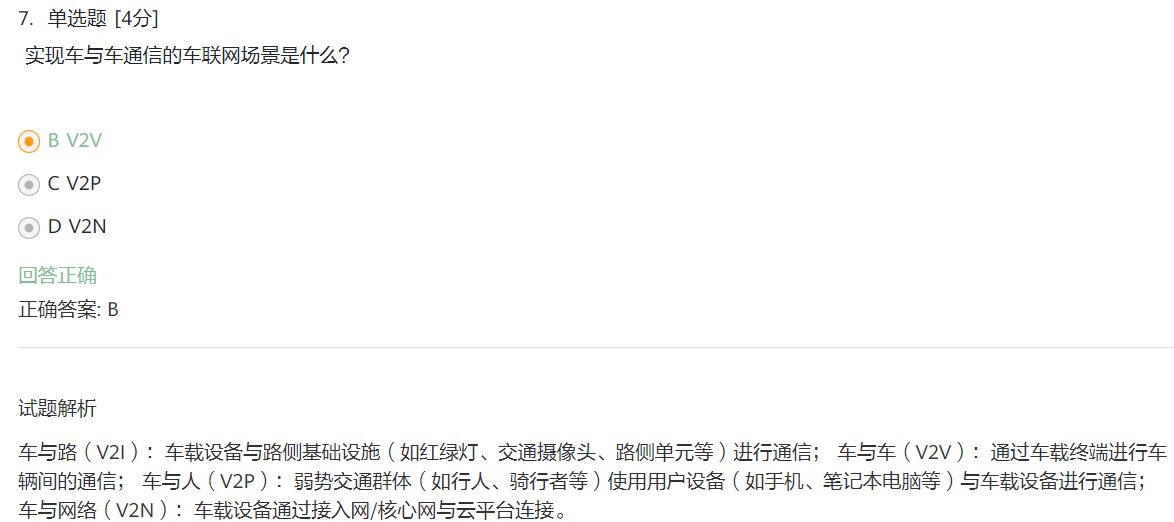 7. 单选题 [4分]
实现车与车通信的车联网场景是什么?
B V2V
C V2P
D V2N
回答正确
正确答案: B
试题解析
车与路（V2I）：车载设备与路侧基础设施（如红绿灯、交通摄像头、路侧单元等）进行通信； 车与车（V2V）：通过车载终端进行车
辆间的通信； 车与人（V2P）：弱势交通群体（如行人、骑行者等）使用用户设备（如手机、笔记本电脑等）与车载设备进行通信；
车与网络（V2N）：车载设备通过接入网/核心网与云平台连接。